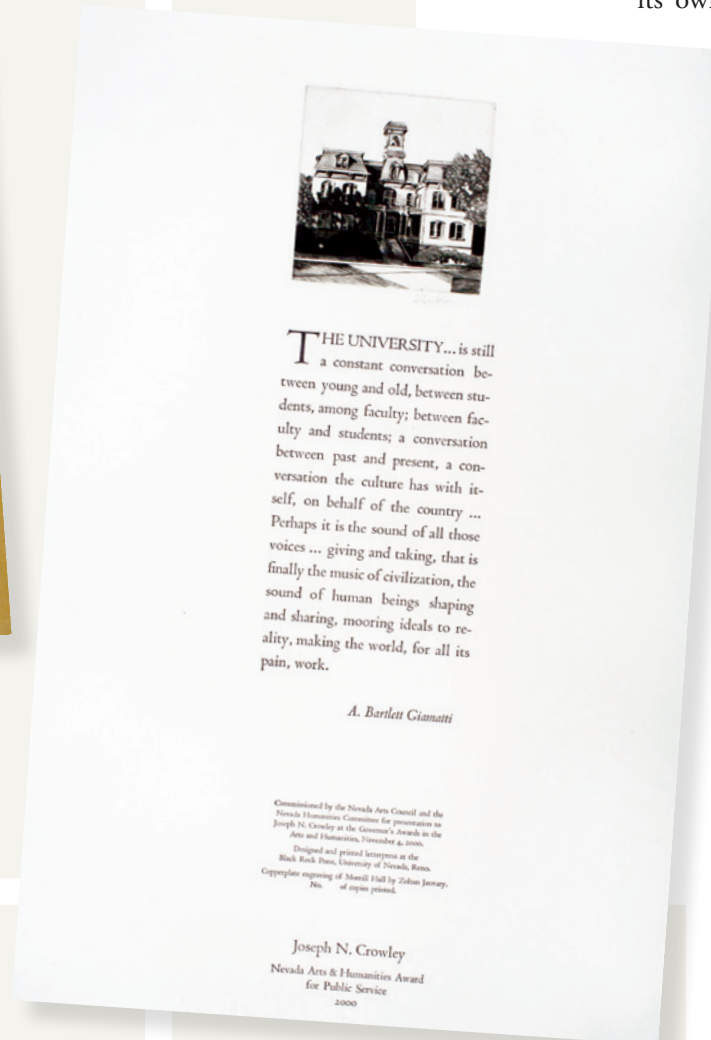 its own
THE UNIVERSITY... is still
a constant conversation be-
tween young and old, between stu-
dents, among faculty; between fac-
ulty and students; a conversation
between past and present, a con-
versation the culture has with it-
self, on behalf of the country ...
Perhaps it is the sound of all those
voices ... giving and taking, that is
finally the music of civilization, the
sound of human beings shaping
and sharing, mooring ideals to re-
ality, making the world, for all its
pain, work.
A. Bartlett Giamatti
Commissioned by the Nevada Arts Council and the
Nevada Humanities Committee for presentation to
Joseph N. Crowley at the Governor's Awards in the
Arts and Humanities, November 4, 2000.
Designed and printed letterpress at the
Black Rock Press, University of Nevada, Reno.
Copperplate engraving of Morrill Hall by Zoltan
No. of copies printed.
Joseph N. Crowley
Nevada Arts & Humanities Award
for Public Service
2000